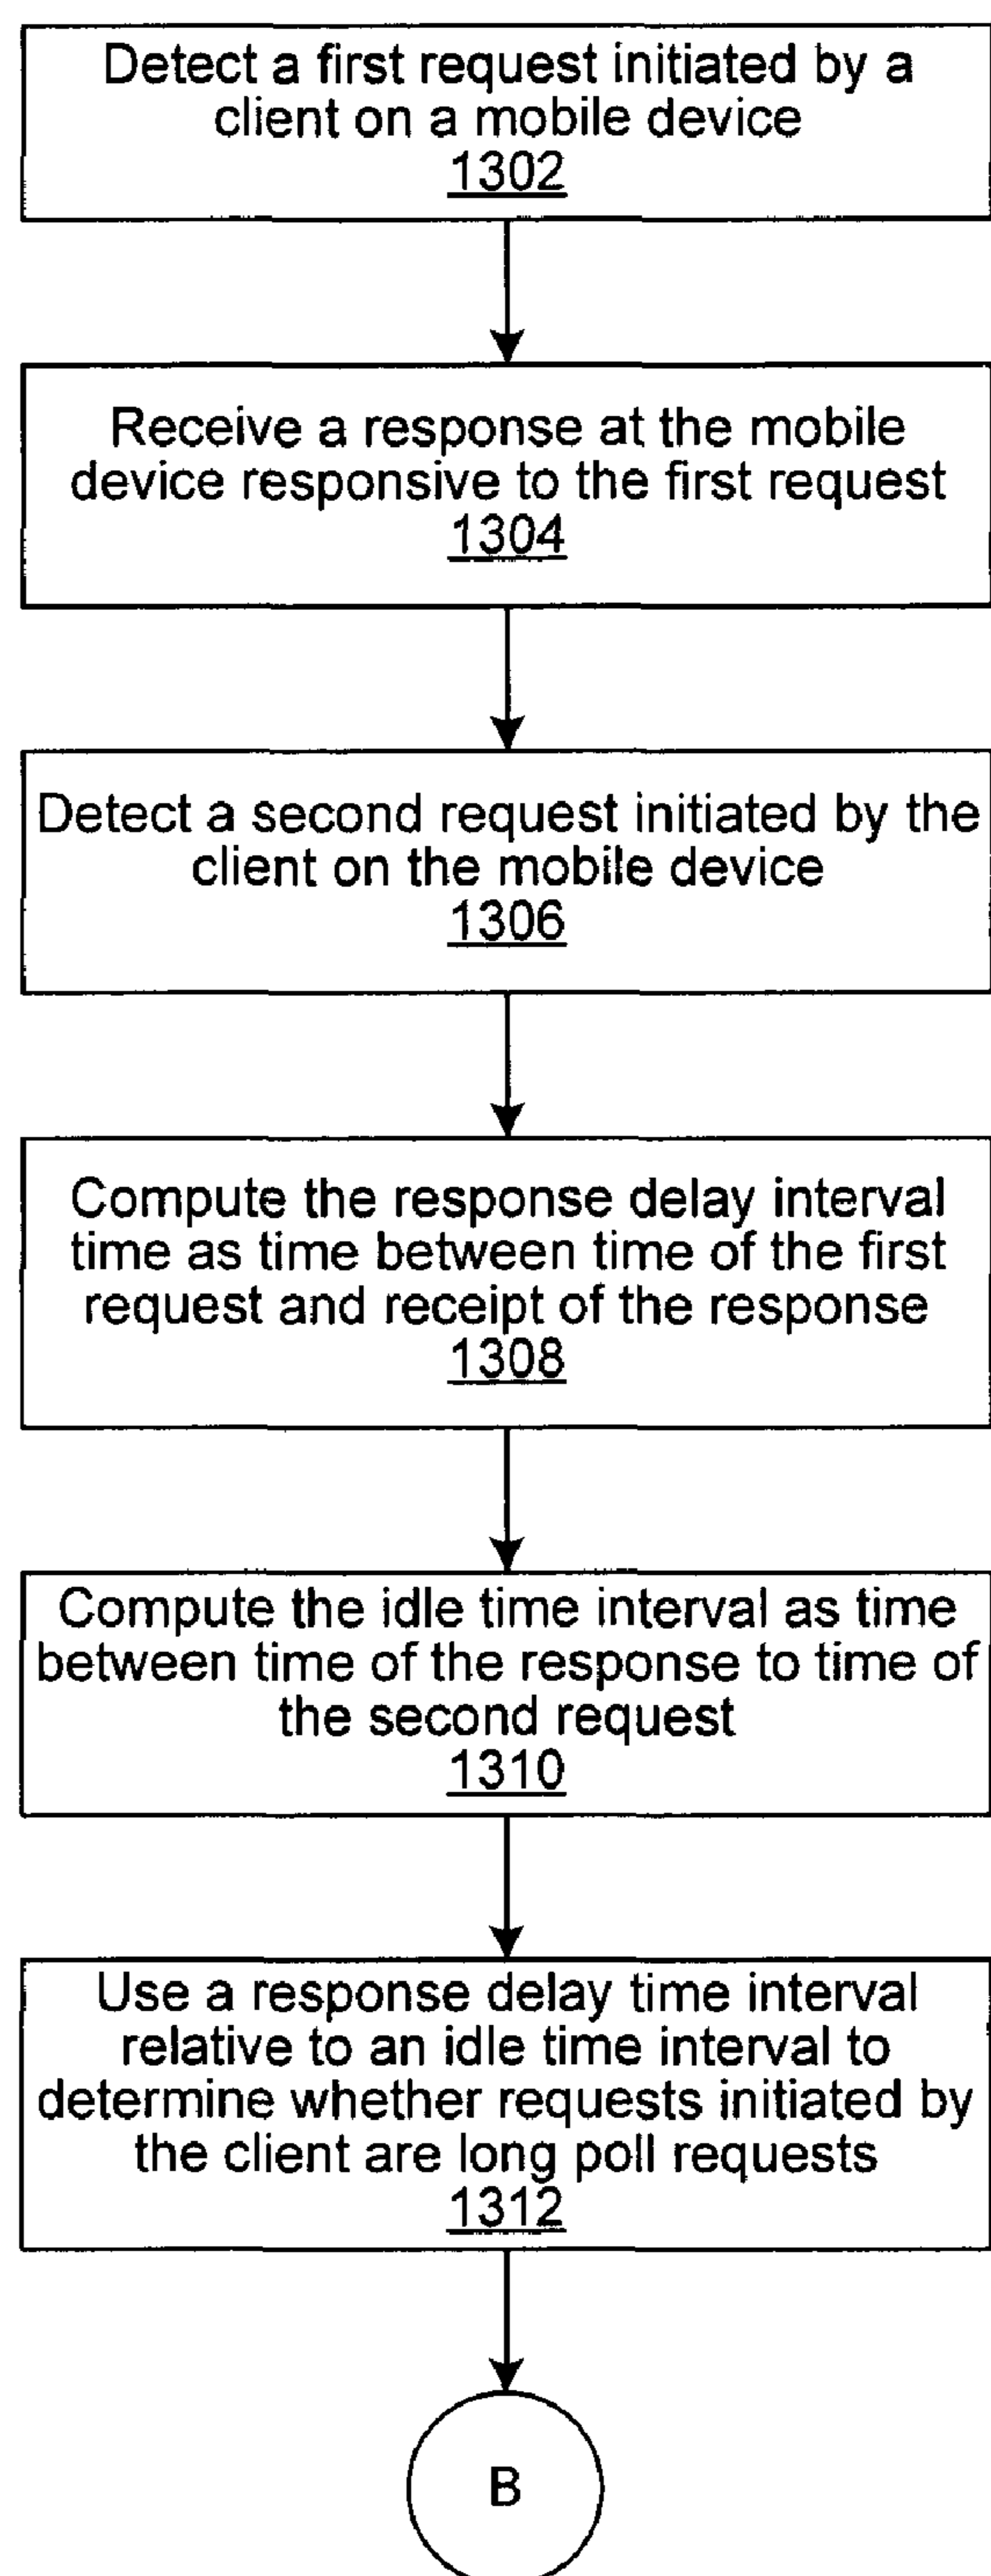 Detect a first request initiated by a
client on a mobile device
1302
Receive a response at the mobile
device responsive to the first request
1304
Detect a second request initiated by the
client on the mobile device
1306
Compute the response delay interval
time as time between time of the first
request and receipt of the response
1308
Compute the idle time interval as time
between time of the response to time of
the second request
1310
Use a response delay time interval
relative to an idle time interval to
determine whether requests initiated by
the client are long poll requests
1312
B